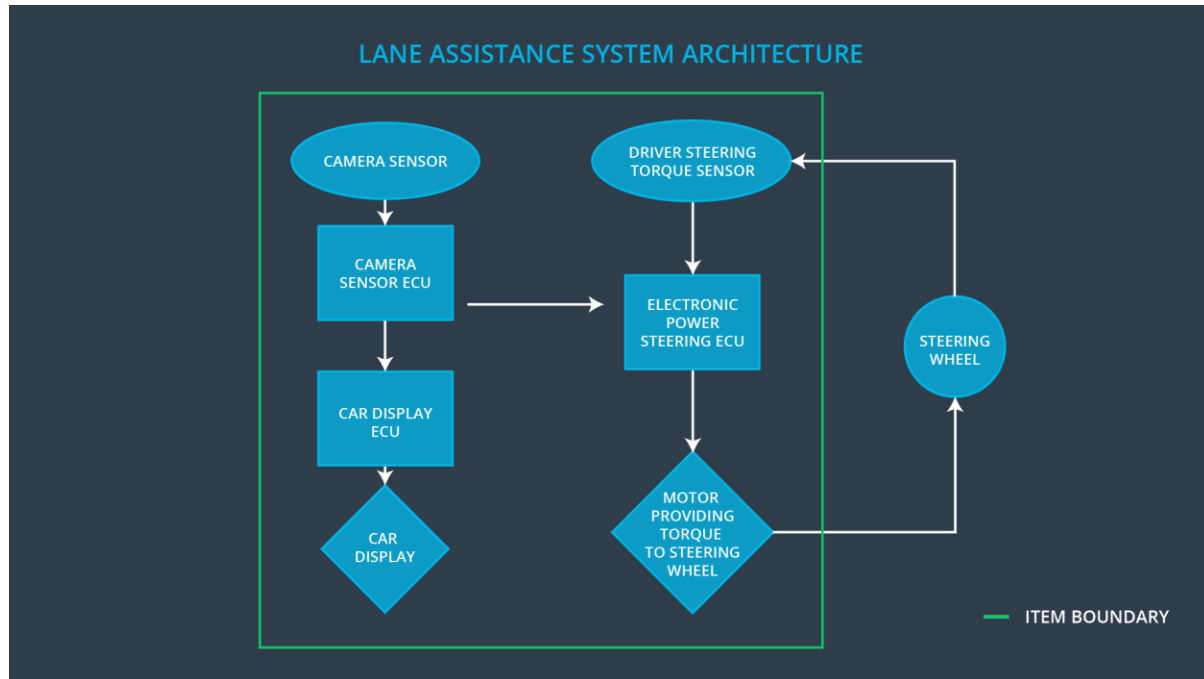 LANE ASSISTANCE SYSTEM ARCHITECTURE
CAMERA SENSOR
DRIVER STEERING
TORQUE SENSOR
CAMERA
SENSOR ECU
ELECTRONIC
POWER
STEERING ECU
STEERING
WHEEL
CAR DISPLAY
ECU
MOTOR
PROVIDING
TORQUE
TO STEERING
WHEEL
CAR
DISPLAY
ITEM BOUNDARY